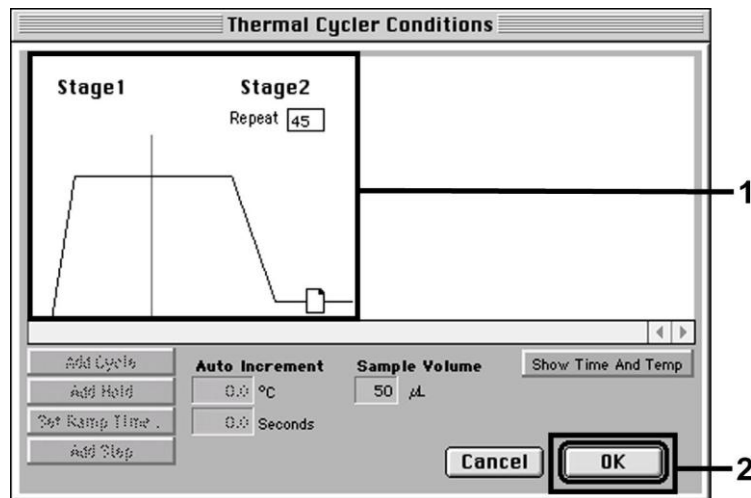 Thermal Cycler Conditions
Stage1 Stage2
Repeat 45
1
Add Cycle
Add Hold
Set Ramp Time .
Add Step
Auto Increment
0.0 °C
0.0 Seconds
Sample Volume
50 µL
Show Time And Temp
Cancel OK
2